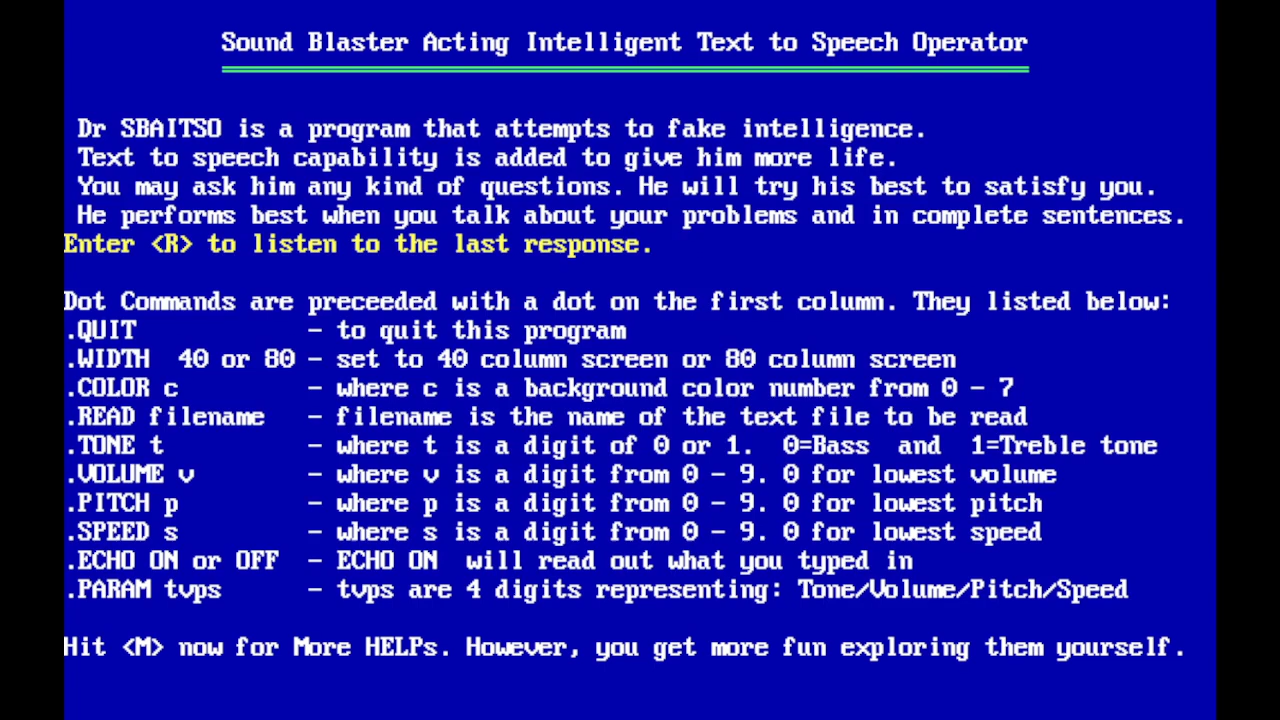 Sound Blaster Acting Intelligent Text to Speech Operator
Dr SBAITSO is a program that attempts to fake intelligence.
Text to speech capability is added to give him more life.
You may ask him any kind of questions. He will try his best to satisfy you.
He performs best when you talk about your problems and in complete sentences.
Enter <R> to listen to the last response.
Dot Commands are preceeded with a dot on the first column. They listed below:
.QUIT - to quit this program
.WIDTH 40 or 80 - set to 40 column screen or 80 column screen
.COLOR c - where c is a background color number from 0 - 7
.READ filename - filename is the name of the text file to be read
.TONE t - where t is a digit of 0 or 1. 0=Bass and 1=Treble tone
.VOLUME v - where v is a digit from 0 - 9. 0 for lowest volume
.PITCH p - where p is a digit from 0 - 9. 0 for lowest pitch
.SPEED s - where s is a digit from 0 - 9. 0 for lowest speed
.ECHO ON or OFF - ECHO ON will read out what you typed in
.PARAM tvps - tvps are 4 digits representing: Tone/Volume/Pitch/Speed
Hit <M> now for More HELPs. However, you get more fun exploring them yourself.